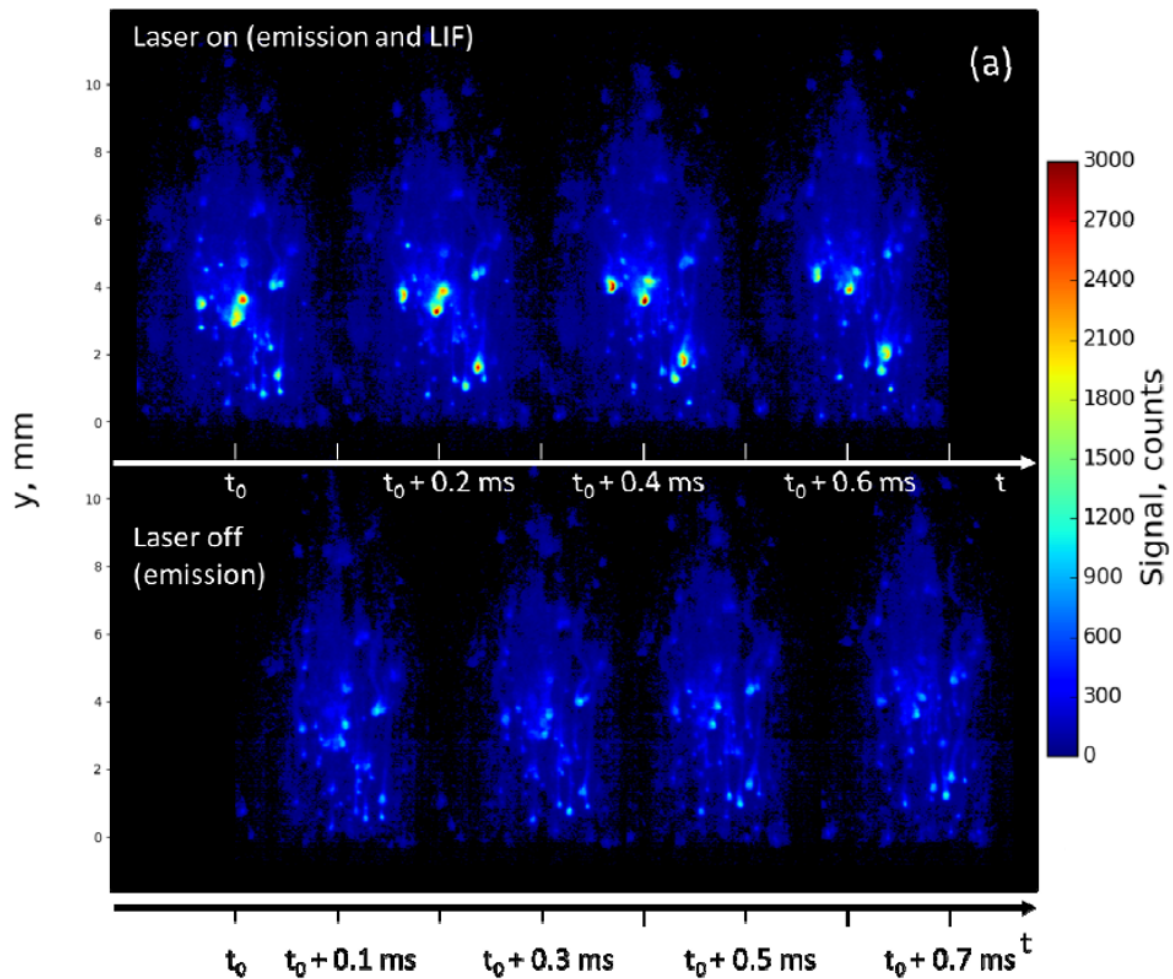 Laser on (emission and LIF)
(a)
10
8
6
4
2
0
t₀
t₀ + 0.2 ms
t₀ + 0.4 ms
t₀ + 0.6 ms
t
y, mm
Laser off
(emission)
10
8
6
4
2
0
t₀
t₀ + 0.1 ms
t₀ + 0.3 ms
t₀ + 0.5 ms
t₀ + 0.7 ms
t
3000
2700
2400
2100
1800
1500
1200
900
600
300
0
Signal, counts